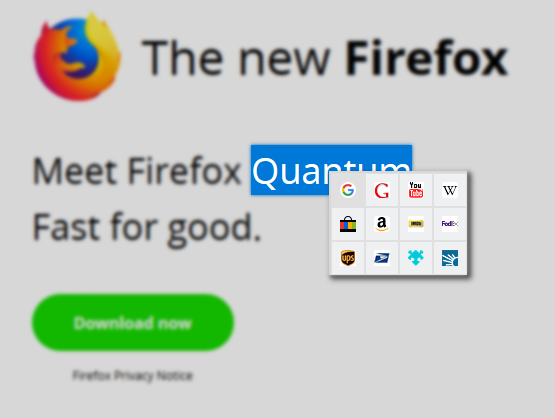 The new Firefox
Meet Firefox Quantum
Fast for good.
G G You Tube W
a IMDb FedEx
ups
Download now
Firefox Privacy Notice